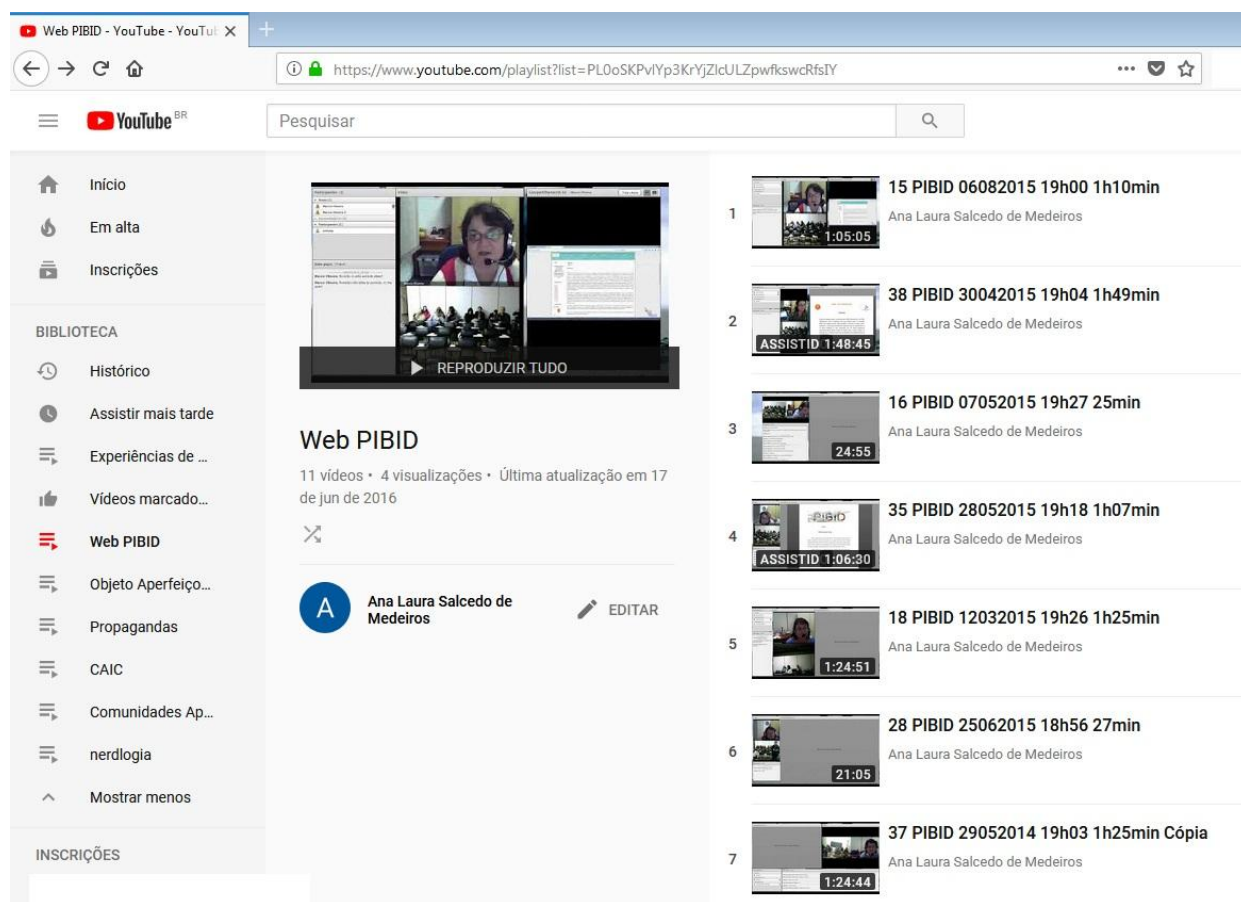 Web PIBID - YouTube - YouTu
https://www.youtube.com/playlist?list=PL0oSKPvlYp3KrYjZlcULZpwfkswcRfsIY
YouTube BR
Pesquisar
Início
Em alta
Inscrições
BIBLIOTECA
Histórico
Assistir mais tarde
Experiências de ...
Vídeos marcado...
Web PIBID
Objeto Aperfeiço...
Propagandas
CAIC
Comunidades Ap...
nerdlogia
Mostrar menos
INSCRIÇÕES
REPRODUZIR TUDO
Web PIBID
11 vídeos • 4 visualizações • Última atualização em 17
de jun de 2016
A
Ana Laura Salcedo de
Medeiros
EDITAR
1
1:05:05
15 PIBID 06082015 19h00 1h10min
Ana Laura Salcedo de Medeiros
2
ASSISTID 1:48:45
38 PIBID 30042015 19h04 1h49min
Ana Laura Salcedo de Medeiros
3
24:55
16 PIBID 07052015 19h27 25min
Ana Laura Salcedo de Medeiros
4
PIBID
ASSISTID 1:06:30
35 PIBID 28052015 19h18 1h07min
Ana Laura Salcedo de Medeiros
5
1:24:51
18 PIBID 12032015 19h26 1h25min
Ana Laura Salcedo de Medeiros
6
21:05
28 PIBID 25062015 18h56 27min
Ana Laura Salcedo de Medeiros
7
1:24:44
37 PIBID 29052014 19h03 1h25min Cópia
Ana Laura Salcedo de Medeiros